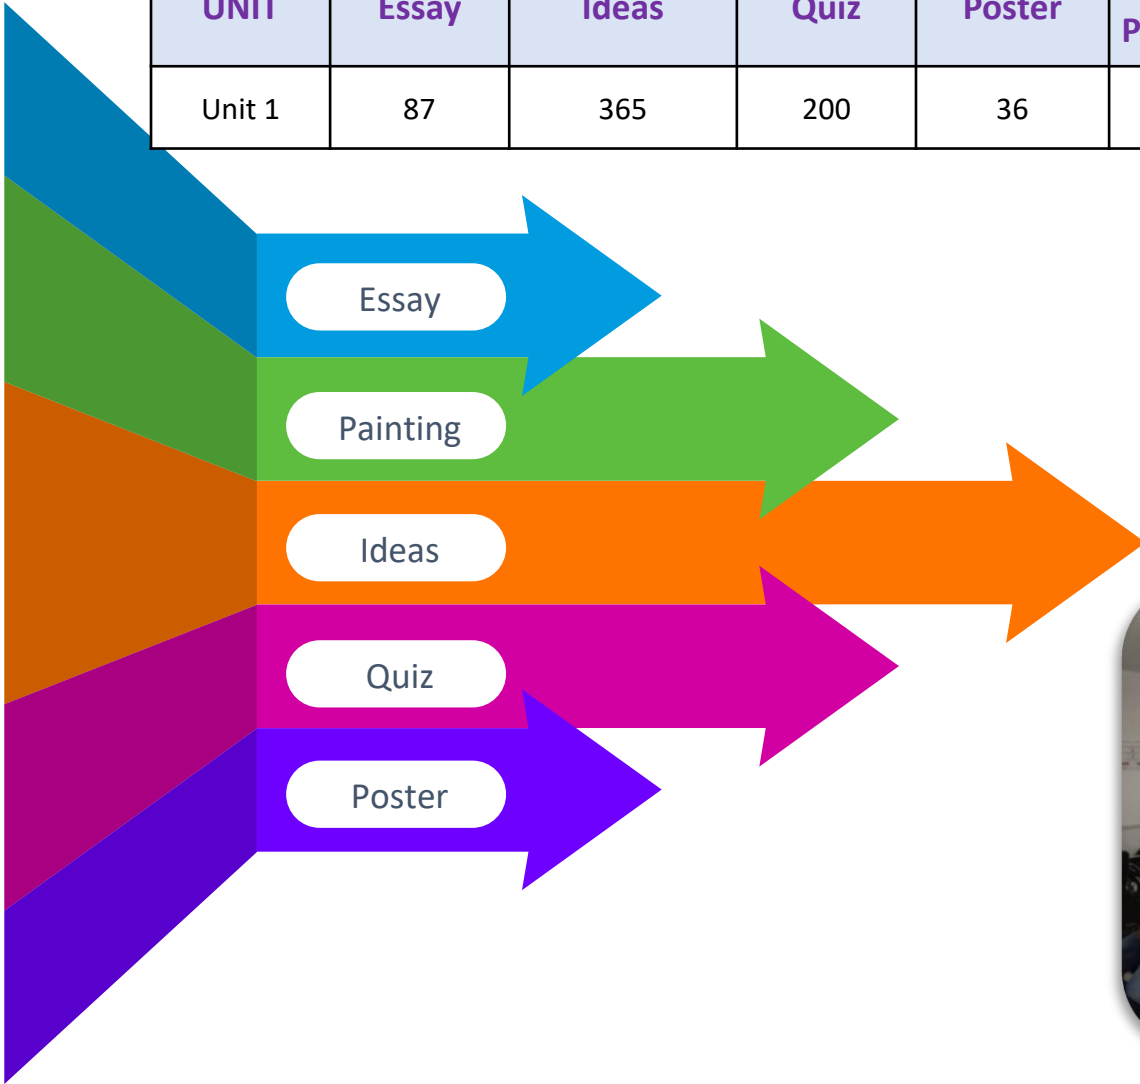 UNIT Essay Ideas Quiz Poster
Unit 1 87 365 200 36
Essay
Painting
Ideas
Quiz
Poster